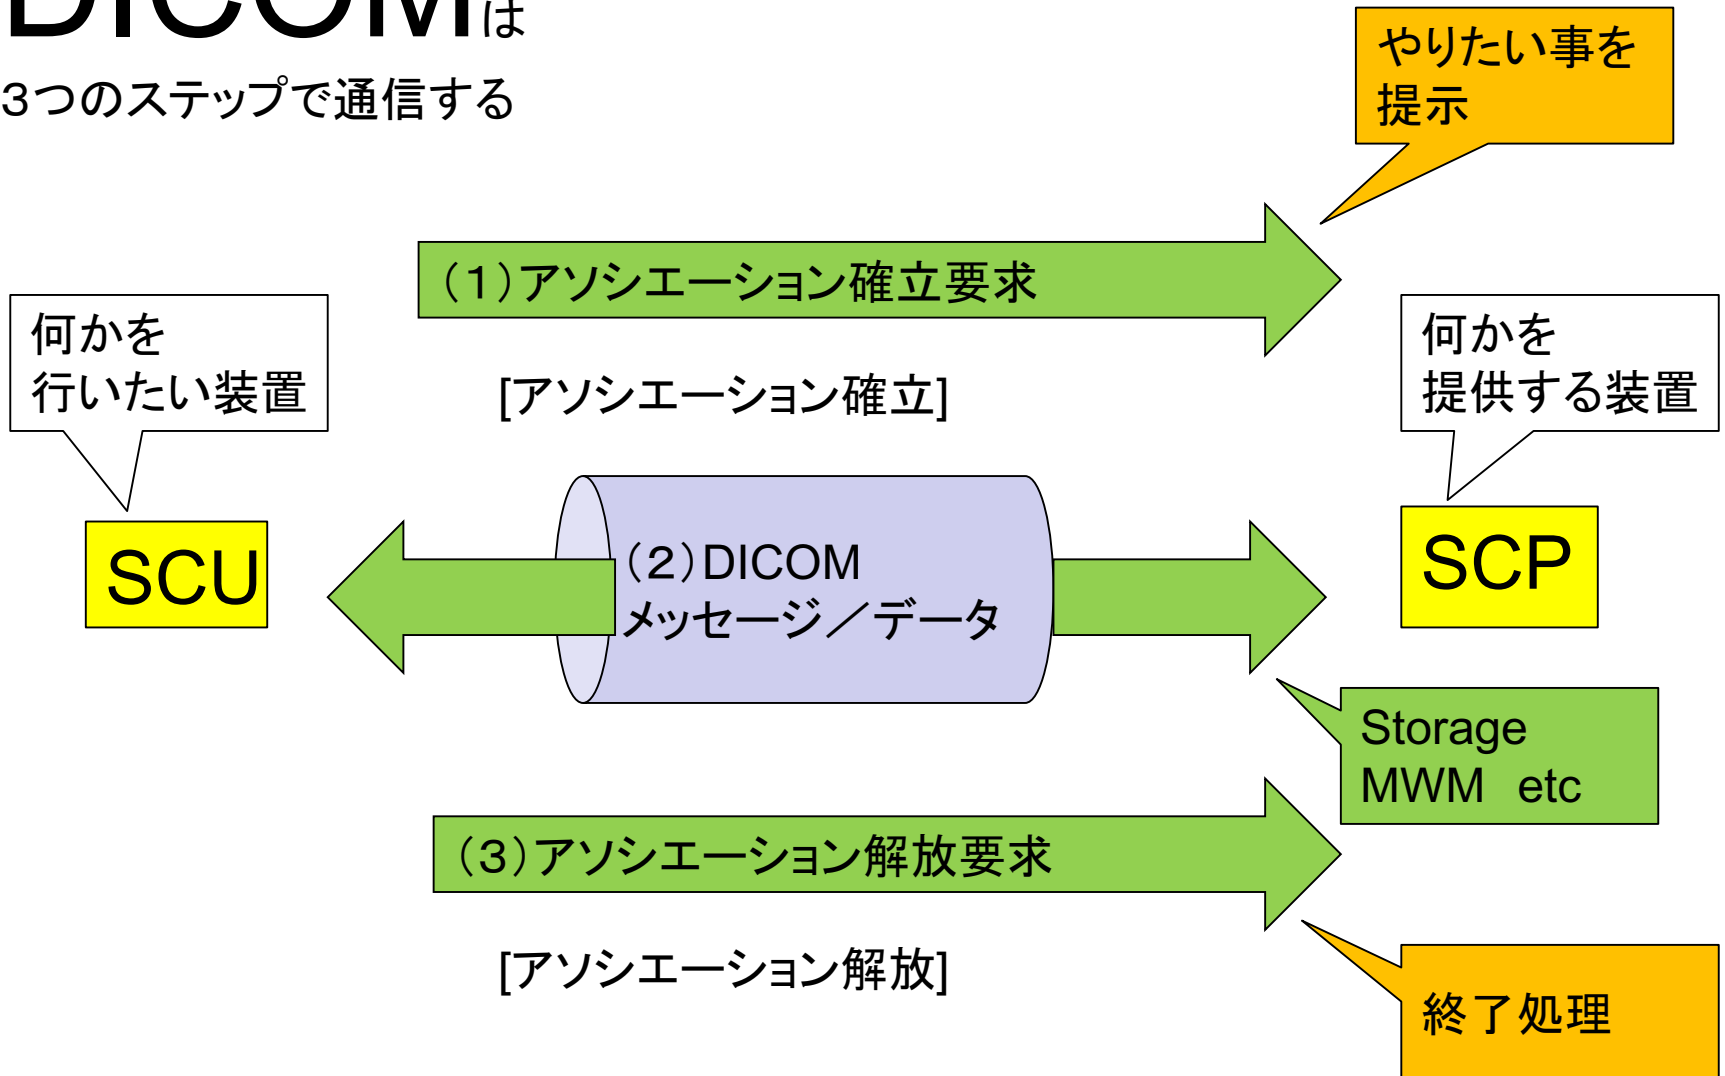 DICOMは
３つのステップで通信する
やりたい事を
提示
（１）アソシエーション確立要求
何かを
行いたい装置
何かを
提供する装置
[アソシエーション確立]
SCU
（２）DICOM
メッセージ／データ
SCP
Storage
MWM　etc
（３）アソシエーション解放要求
[アソシエーション解放]
終了処理